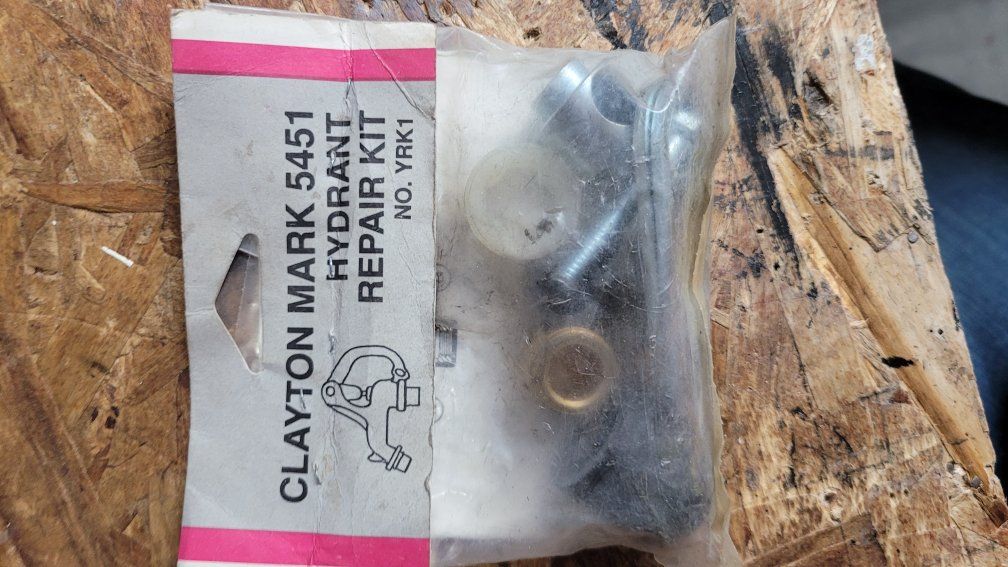 CLAYTON MARK 5451
HYDRANT
REPAIR KIT
NO. YRK1